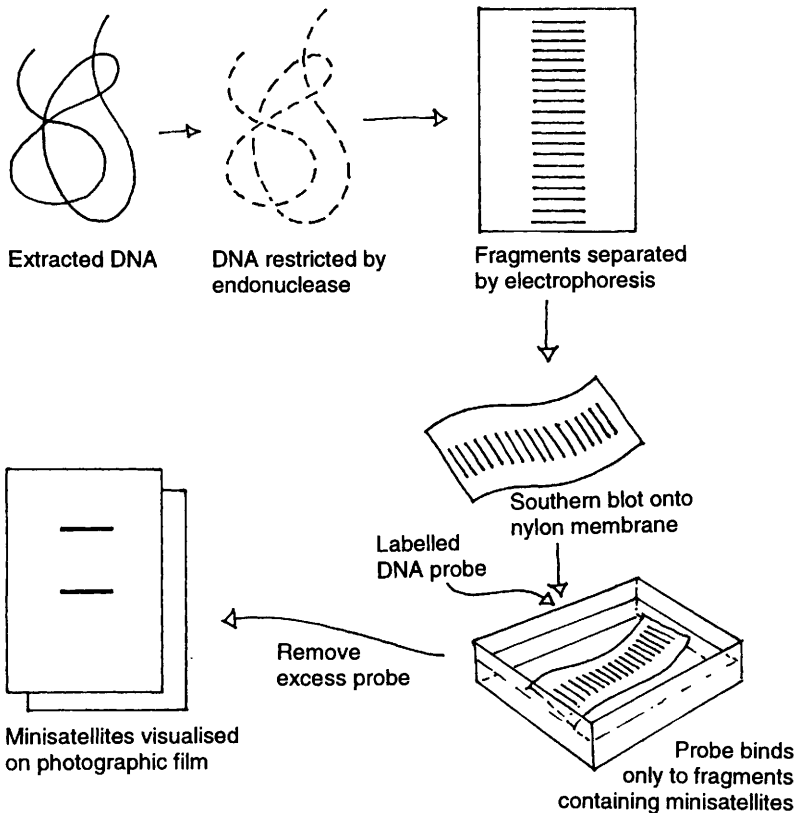 Extracted DNA
DNA restricted by
endonuclease
Fragments separated
by electrophoresis
Southern blot onto
nylon membrane
Labelled
DNA probe
Remove
excess probe
Minisatellites visualised
on photographic film
Probe binds
only to fragments
containing minisatellites